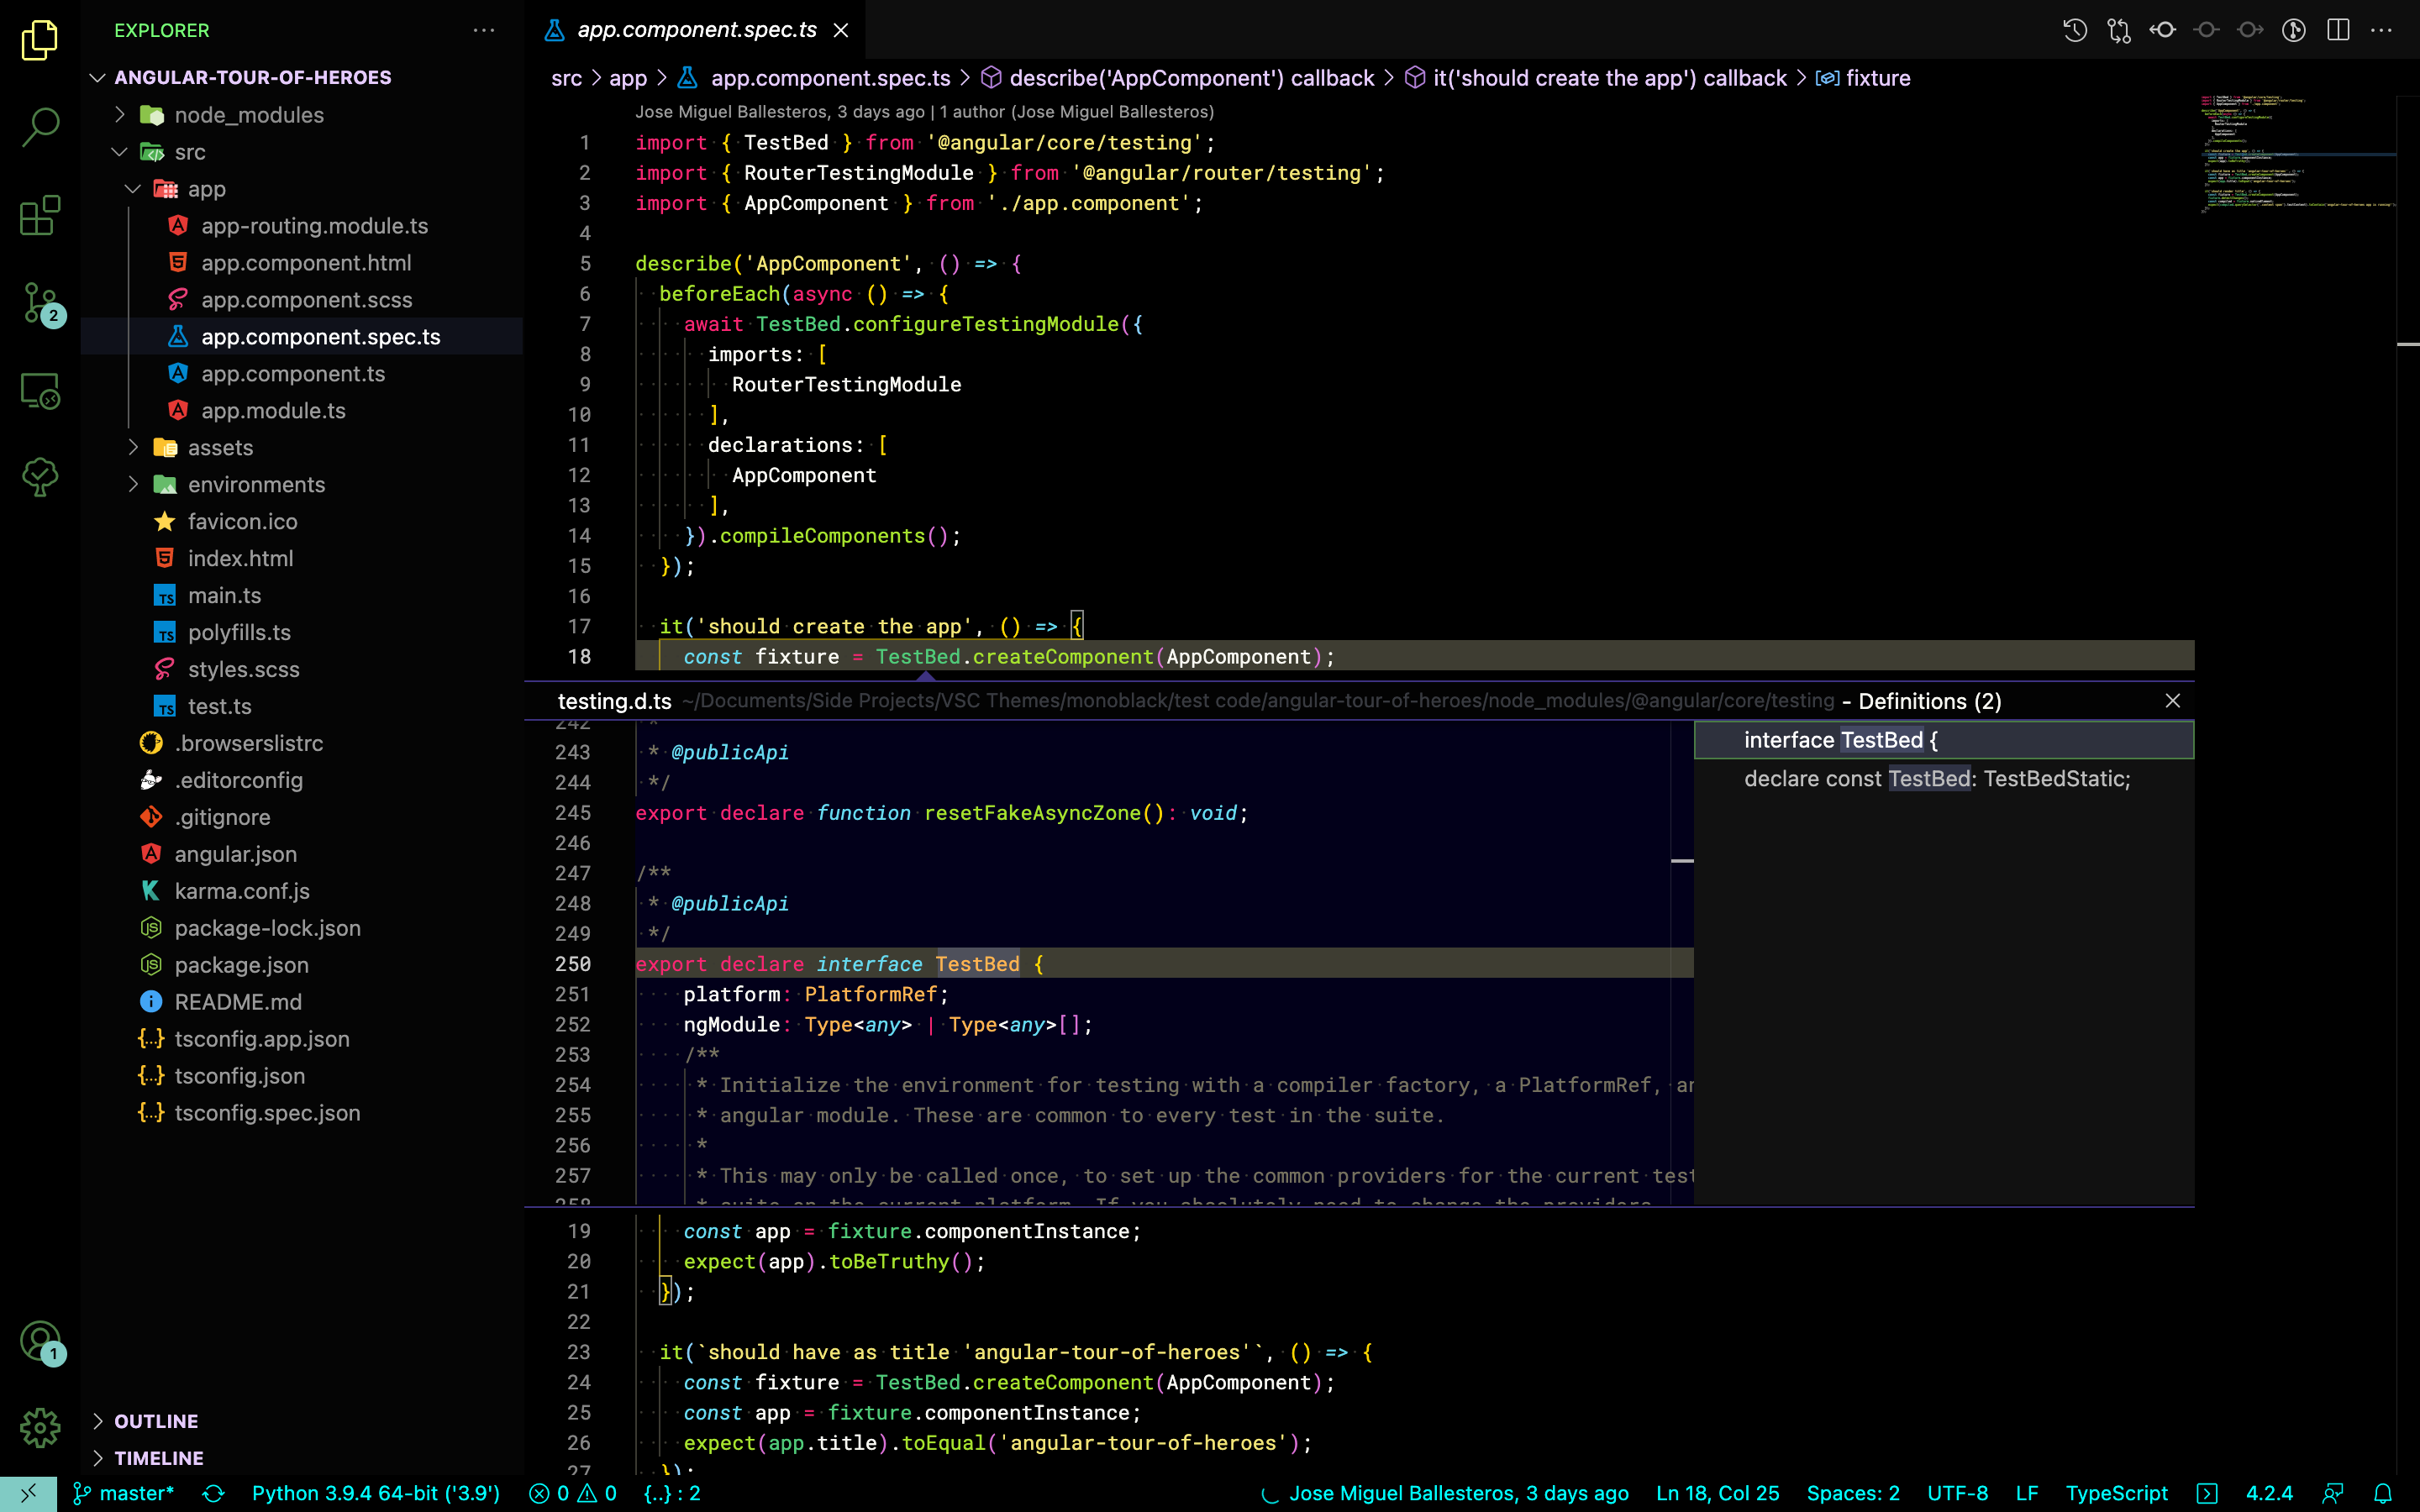 EXPLORER
ANGULAR-TOUR-OF-HEROES
node_modules
src
app
app-routing.module.ts
app.component.html
app.component.scss
app.component.spec.ts
app.component.ts
app.module.ts
assets
environments
favicon.ico
index.html
main.ts
polyfills.ts
styles.scss
test.ts
.browserslistrc
.editorconfig
.gitignore
angular.json
karma.conf.js
package-lock.json
package.json
README.md
tsconfig.app.json
tsconfig.json
tsconfig.spec.json
OUTLINE
TIMELINE
2
1
app.component.spec.ts
src > app > app.component.spec.ts > describe('AppComponent') callback > it('should create the app') callback > fixture
Jose Miguel Ballesteros, 3 days ago | 1 author (Jose Miguel Ballesteros)
1 import { TestBed } from '@angular/core/testing';
2 import { RouterTestingModule } from '@angular/router/testing';
3 import { AppComponent } from './app.component';
4
5 describe('AppComponent', () => {
6 beforeEach(async () => {
7 await TestBed.configureTestingModule({
8 imports: [
9 RouterTestingModule
10 ],
11 declarations: [
12 AppComponent
13 ],
14 }).compileComponents();
15 });
16
17 it('should create the app', () => {
18 const fixture = TestBed.createComponent(AppComponent);
testing.d.ts ~/Documents/Side Projects/VSC Themes/monoblack/test code/angular-tour-of-heroes/node_modules/@angular/core/testing - Definitions (2)
242 *
243 * @publicApi
244 */
245 export declare function resetFakeAsyncZone(): void;
246
247 /**
248 * @publicApi
249 */
250 export declare interface TestBed {
251 platform: PlatformRef;
252 ngModule: Type<any> | Type<any>[];
253 /**
254 * Initialize the environment for testing with a compiler factory, a PlatformRef, an
255 * angular module. These are common to every test in the suite.
256 *
257 * This may only be called once, to set up the common providers for the current test
258 * suite on the current platform. If you absolutely need to change the providers,
interface TestBed {
declare const TestBed: TestBedStatic;
19 const app = fixture.componentInstance;
20 expect(app).toBeTruthy();
21 });
22
23 it(`should have as title 'angular-tour-of-heroes'`, () => {
24 const fixture = TestBed.createComponent(AppComponent);
25 const app = fixture.componentInstance;
26 expect(app.title).toEqual('angular-tour-of-heroes');
27 });
master* Python 3.9.4 64-bit ('3.9') 0 0 {..} : 2 Jose Miguel Ballesteros, 3 days ago Ln 18, Col 25 Spaces: 2 UTF-8 LF TypeScript 4.2.4